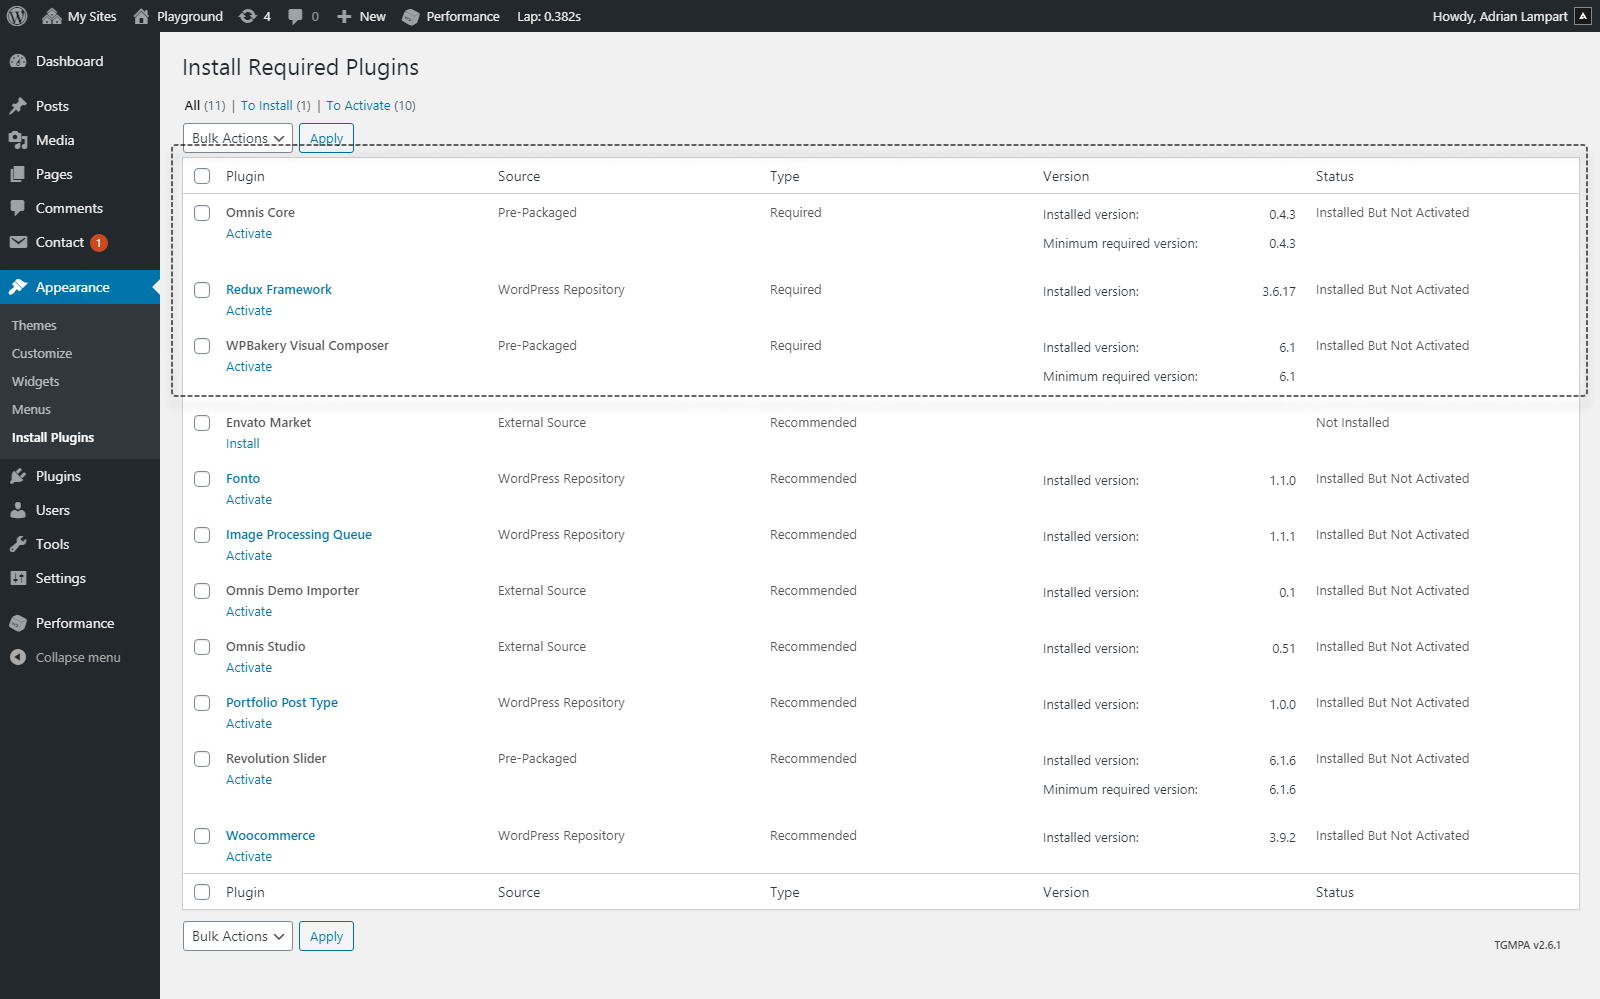 My Sites Playground 4 0 New Performance Lap: 0.382s Howdy, Adrian Lampart
Dashboard
Posts
Media
Pages
Comments
Contact 1
Appearance
Themes
Customize
Widgets
Menus
Install Plugins
Plugins
Users
Tools
Settings
Performance
Collapse menu
Install Required Plugins
All (11) | To Install (1) | To Activate (10)
Bulk Actions Apply
Plugin Source Type Version Status
Omnis Core Pre-Packaged Required Installed version: 0.4.3 Installed But Not Activated
Activate Minimum required version: 0.4.3
Redux Framework WordPress Repository Required Installed version: 3.6.17 Installed But Not Activated
Activate
WPBakery Visual Composer Pre-Packaged Required Installed version: 6.1 Installed But Not Activated
Activate Minimum required version: 6.1
Envato Market External Source Recommended Not Installed
Install
Fonto WordPress Repository Recommended Installed version: 1.1.0 Installed But Not Activated
Activate
Image Processing Queue WordPress Repository Recommended Installed version: 1.1.1 Installed But Not Activated
Activate
Omnis Demo Importer External Source Recommended Installed version: 0.1 Installed But Not Activated
Activate
Omnis Studio External Source Recommended Installed version: 0.51 Installed But Not Activated
Activate
Portfolio Post Type WordPress Repository Recommended Installed version: 1.0.0 Installed But Not Activated
Activate
Revolution Slider Pre-Packaged Recommended Installed version: 6.1.6 Installed But Not Activated
Activate Minimum required version: 6.1.6
Woocommerce WordPress Repository Recommended Installed version: 3.9.2 Installed But Not Activated
Activate
Plugin Source Type Version Status
Bulk Actions Apply
TGMPA v2.6.1